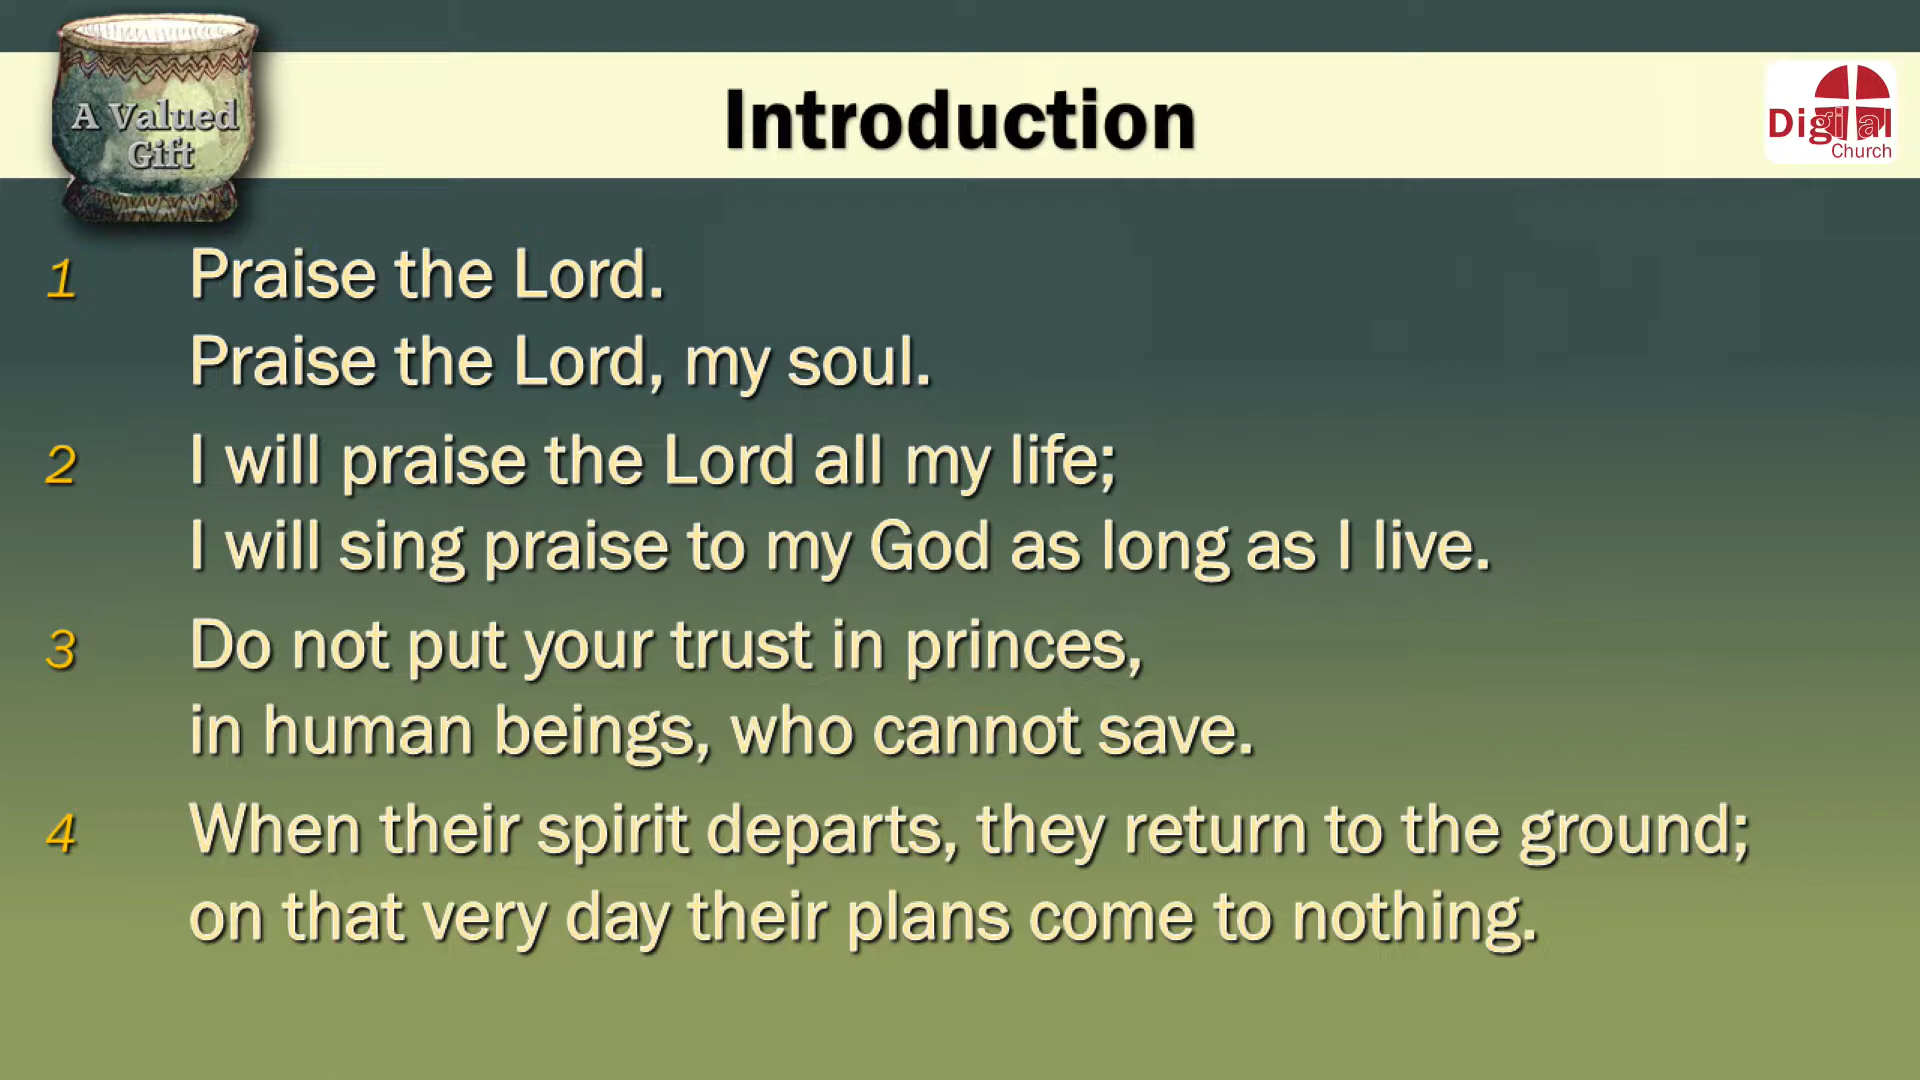 A Valued
Gift
Introduction
Digital
Church
1 Praise the Lord.
Praise the Lord, my soul.
2 I will praise the Lord all my life;
I will sing praise to my God as long as I live.
3 Do not put your trust in princes,
in human beings, who cannot save.
4 When their spirit departs, they return to the ground;
on that very day their plans come to nothing.